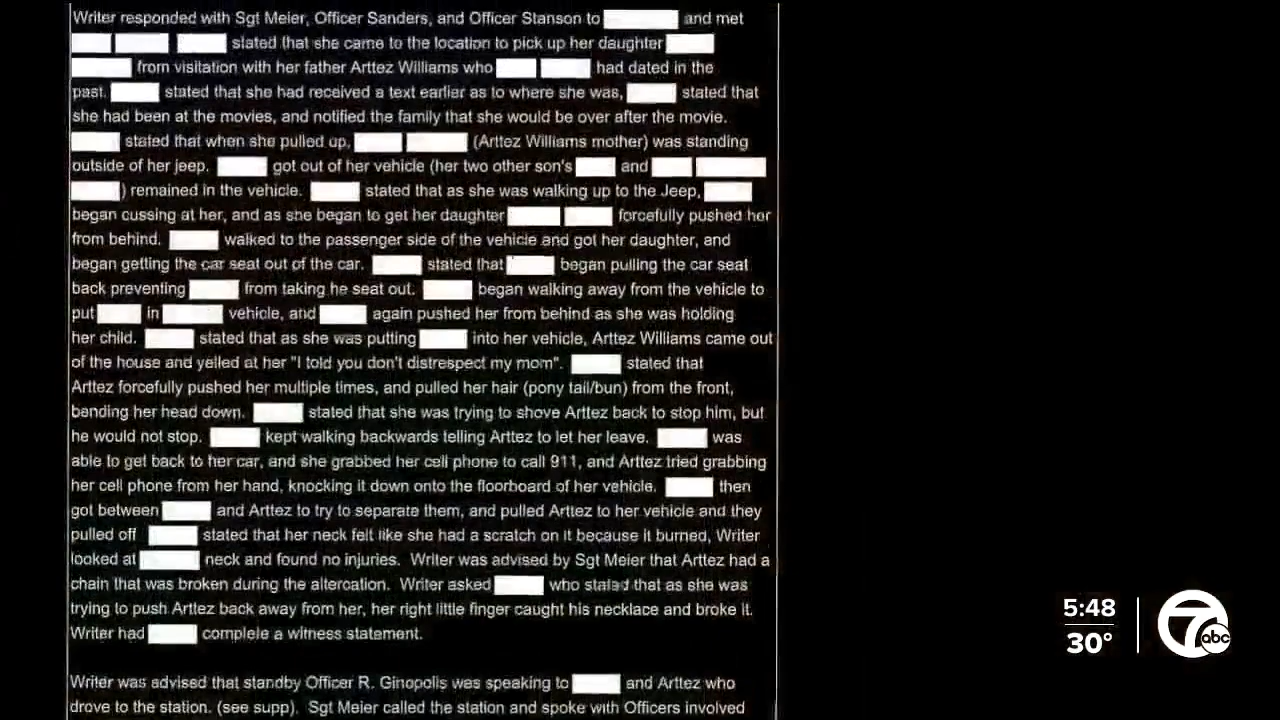 Writer responded with Sgt Meier, Officer Sanders, and Officer Stanson to and met
stated that she came to the location to pick up her daughter
from visitation with her father Arttez Williams who had dated in the
past. stated that she had received a text earlier as to where she was, stated that
she had been at the movies, and notified the family that she would be over after the movie.
stated that when she pulled up, (Arttez Williams mother) was standing
outside of her jeep. got out of her vehicle (her two other son's and
) remained in the vehicle. stated that as she was walking up to the Jeep,
began cussing at her, and as she began to get her daughter forcefully pushed her
from behind. walked to the passenger side of the vehicle and got her daughter, and
began getting the car seat out of the car. stated that began pulling the car seat
back preventing from taking he seat out. began walking away from the vehicle to
put in vehicle, and again pushed her from behind as she was holding
her child. stated that as she was putting into her vehicle, Arttez Williams came out
of the house and yelled at her "I told you don't distrespect my mom". stated that
Arttez forcefully pushed her multiple times, and pulled her hair (pony tail/bun) from the front,
bending her head down. stated that she was trying to shove Arttez back to stop him, but
he would not stop. kept walking backwards telling Arttez to let her leave. was
able to get back to her car, and she grabbed her cell phone to call 911, and Arttez tried grabbing
her cell phone from her hand, knocking it down onto the floorboard of her vehicle. then
got between and Arttez to try to separate them, and pulled Arttez to her vehicle and they
pulled off stated that her neck felt like she had a scratch on it because it burned, Writer
looked at neck and found no injuries. Writer was advised by Sgt Meier that Arttez had a
chain that was broken during the altercation. Writer asked who stated that as she was
trying to push Arttez back away from her, her right little finger caught his necklace and broke it.
Writer had complete a witness statement.
Writer was advised that standby Officer R. Ginopolis was speaking to and Arttez who
drove to the station. (see supp). Sgt Meier called the station and spoke with Officers involved
5:48
30°
7 abc